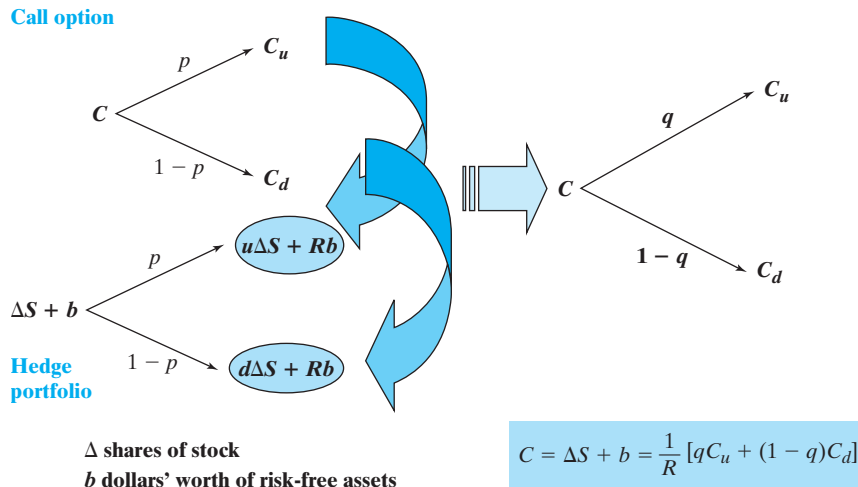 Call option
p
C_u
C
1 − p
C_d
p
uΔS + Rb
ΔS + b
1 − p
dΔS + Rb
Hedge
portfolio
C
q
C_u
1 − q
C_d
Δ shares of stock
b dollars' worth of risk-free assets
C = ΔS + b = 1/R [qC_u + (1 − q)C_d]